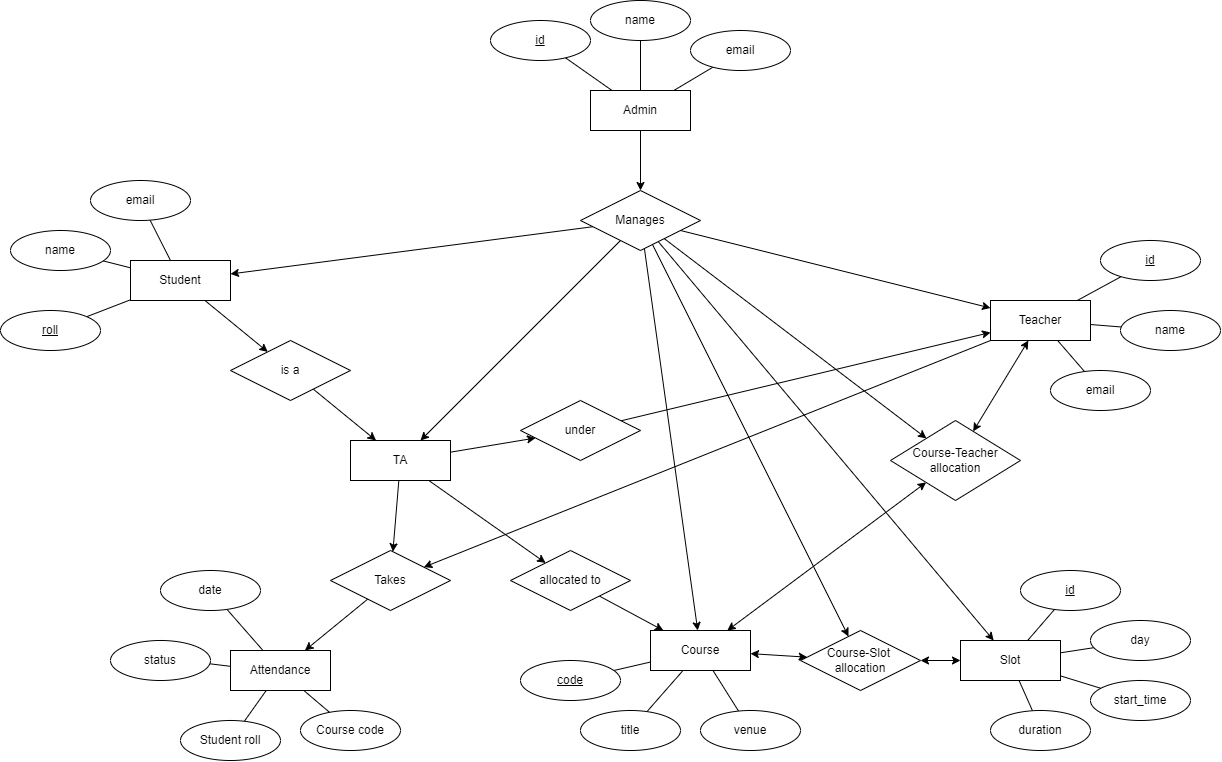 name
id
email
Admin
email
Manages
name
Student
id
Teacher
roll
name
is a
email
under
TA
Course-Teacher
allocation
Takes
allocated to
date
id
day
status
Attendance
Course
Course-Slot
allocation
Slot
code
start_time
Student roll
Course code
title
venue
duration